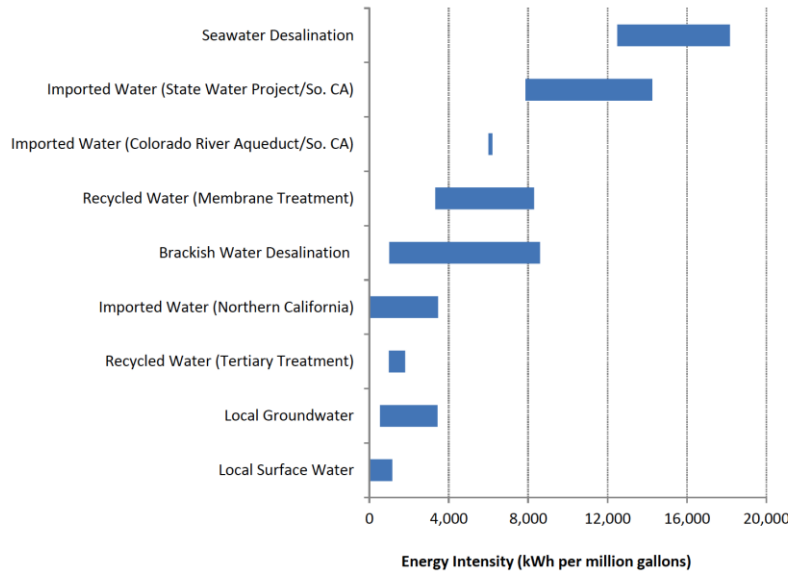 Seawater Desalination
Imported Water (State Water Project/So. CA)
Imported Water (Colorado River Aqueduct/So. CA)
Recycled Water (Membrane Treatment)
Brackish Water Desalination
Imported Water (Northern California)
Recycled Water (Tertiary Treatment)
Local Groundwater
Local Surface Water
0 4,000 8,000 12,000 16,000 20,000
Energy Intensity (kWh per million gallons)